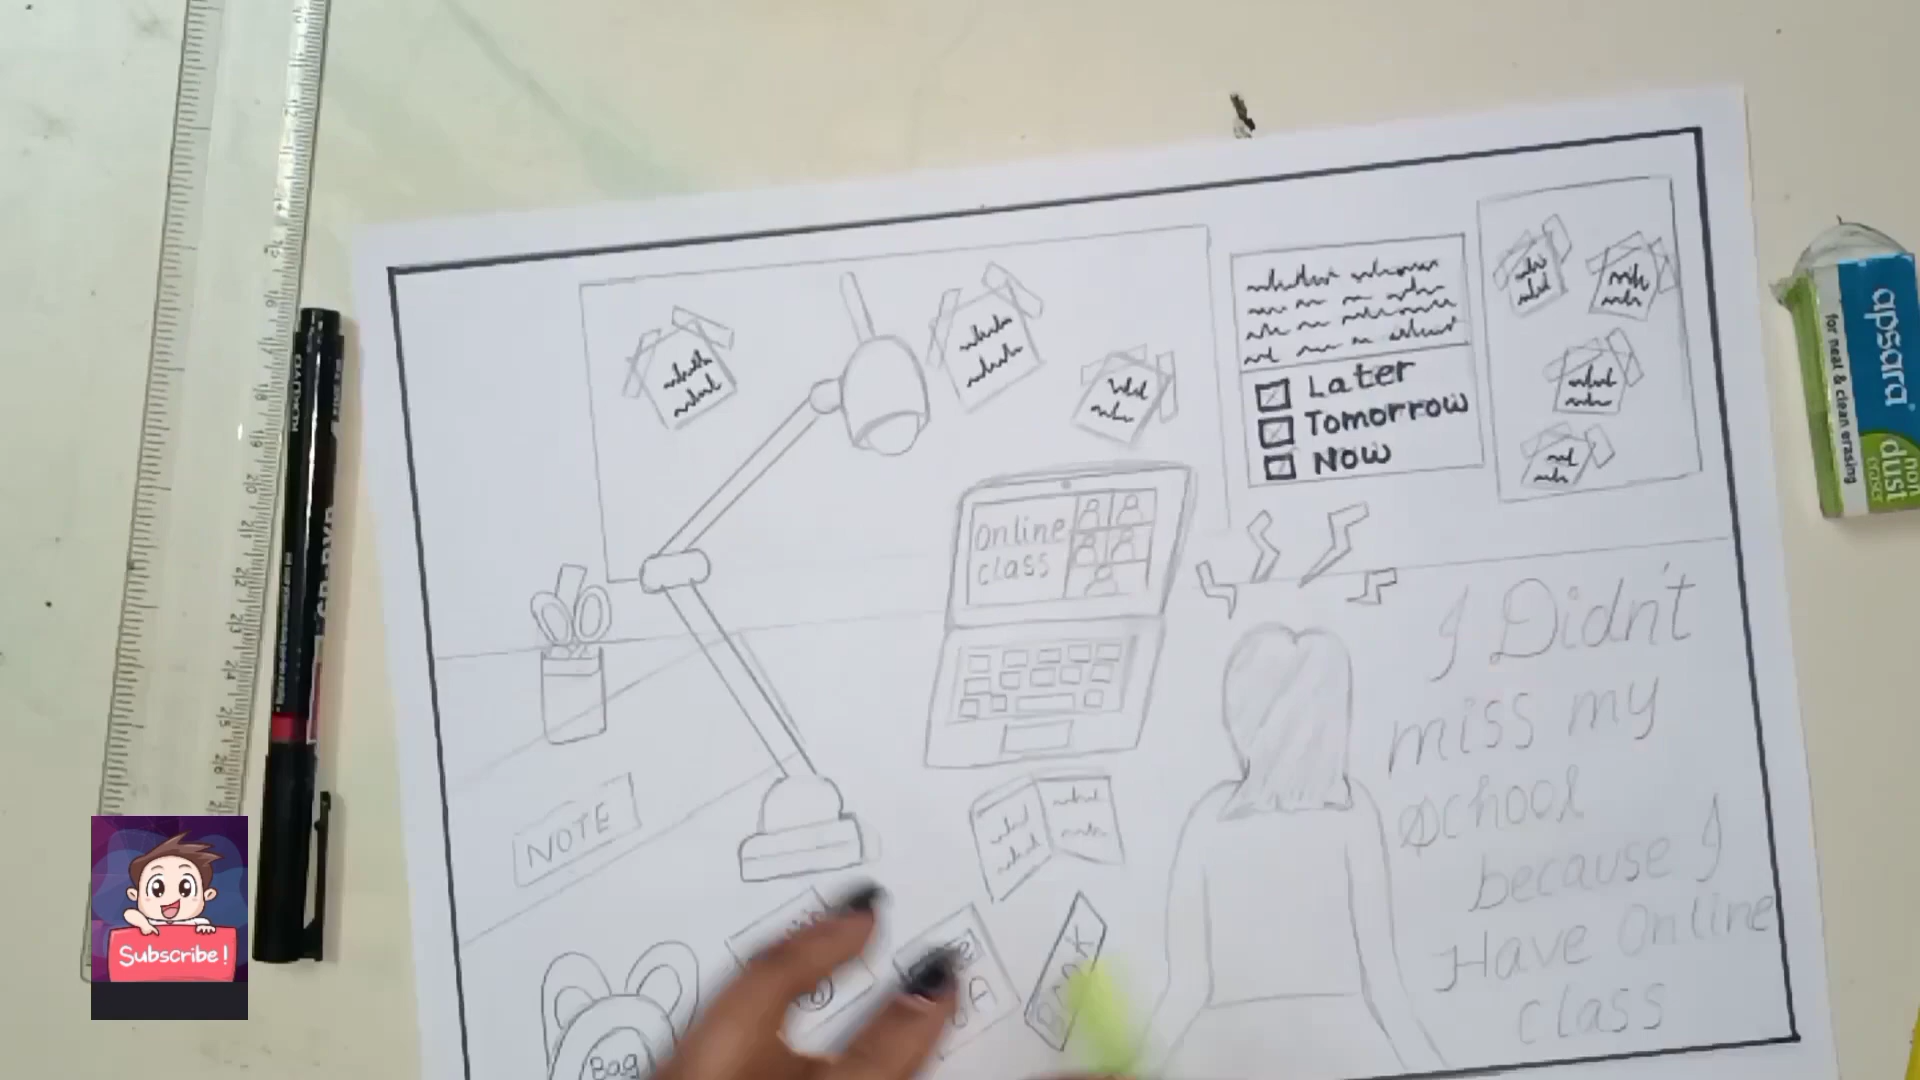 Later
Tomorrow
Now
Online
class
NOTE
Bag
I Didn't
miss my
school
because I
Have Online
class
KOKUYO
apsara
non
dust
for neat & clean erasing
Subscribe!